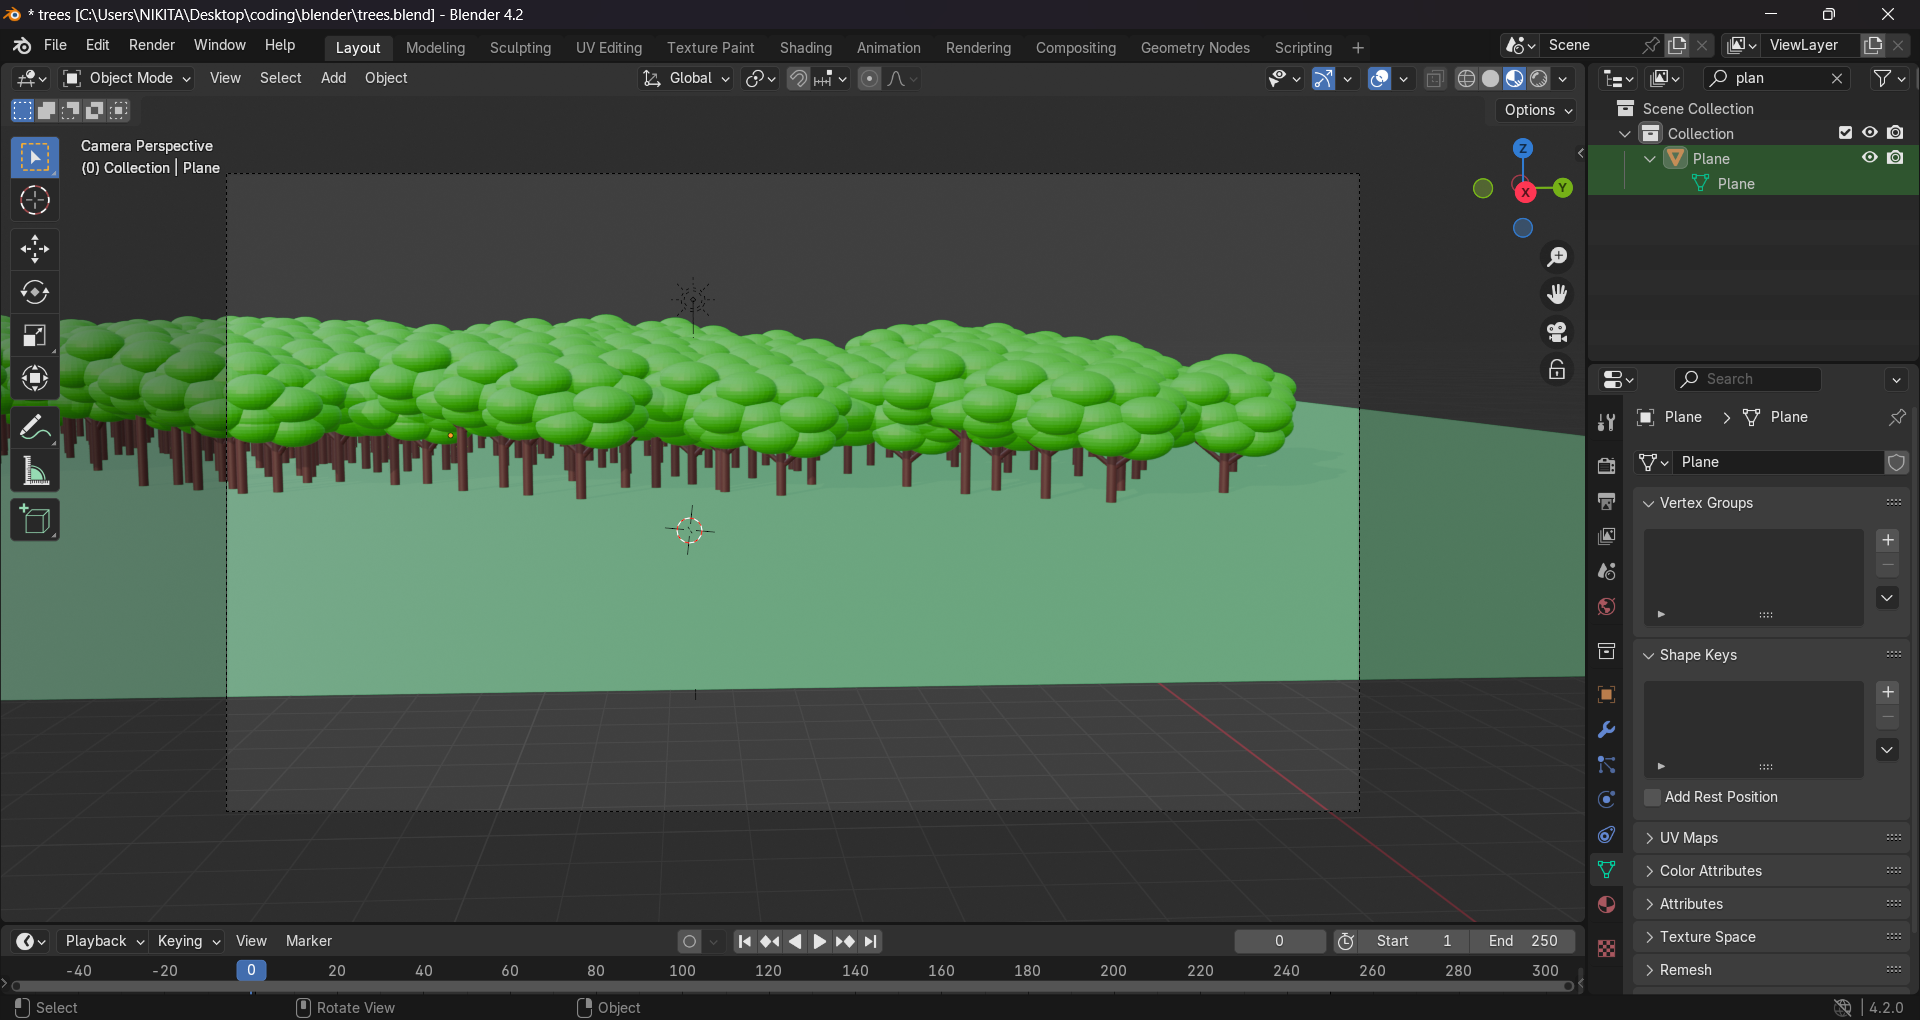 * trees [C:\Users\NIKITA\Desktop\coding\blender\trees.blend] - Blender 4.2
File Edit Render Window Help Layout Modeling Sculpting UV Editing Texture Paint Shading Animation Rendering Compositing Geometry Nodes Scripting + Scene ViewLayer
Object Mode View Select Add Object Global plan
Options
Camera Perspective
(0) Collection | Plane
Z
X
Y
Scene Collection
Collection
Plane
Plane
Search
Plane > Plane
Plane
Vertex Groups
Shape Keys
Add Rest Position
UV Maps
Color Attributes
Attributes
Texture Space
Remesh
Playback Keying View Marker 0 Start 1 End 250
-40 -20 0 20 40 60 80 100 120 140 160 180 200 220 240 260 280 300
Select Rotate View Object 4.2.0